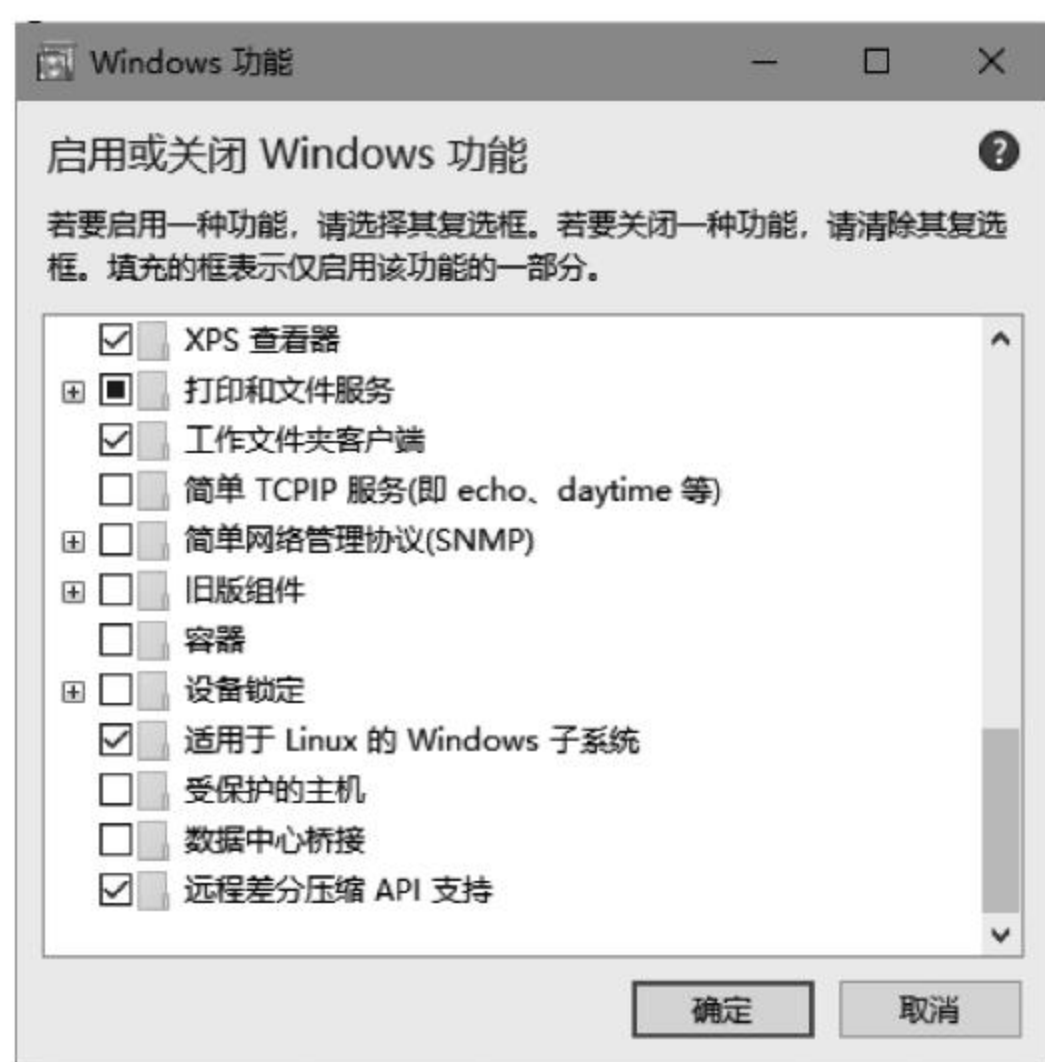 Windows 功能
启用或关闭 Windows 功能
若要启用一种功能，请选择其复选框。若要关闭一种功能，请清除其复选
框。填充的框表示仅启用该功能的一部分。
XPS 查看器
打印和文件服务
工作文件夹客户端
简单 TCPIP 服务(即 echo、daytime 等)
简单网络管理协议(SNMP)
旧版组件
容器
设备锁定
适用于 Linux 的 Windows 子系统
受保护的主机
数据中心桥接
远程差分压缩 API 支持
确定 取消